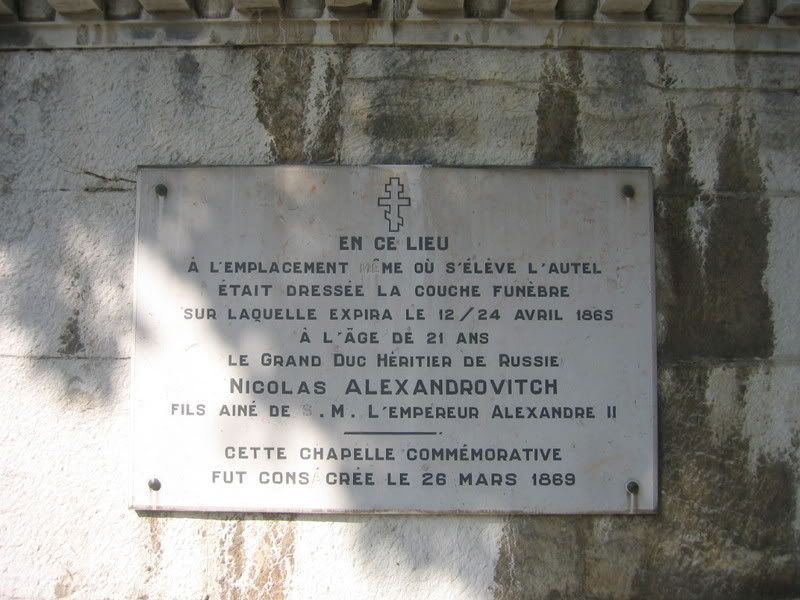 EN CE LIEU
À L'EMPLACEMENT MÊME OÙ S'ÉLÈVE L'AUTEL
ÉTAIT DRESSÉE LA COUCHE FUNÈBRE
SUR LAQUELLE EXPIRA LE 12/24 AVRIL 1865
À L'ÂGE DE 21 ANS
LE GRAND DUC HÉRITIER DE RUSSIE
NICOLAS ALEXANDROVITCH
FILS AINÉ DE S.M. L'EMPEREUR ALEXANDRE II
CETTE CHAPELLE COMMÉMORATIVE
FUT CONSACRÉE LE 26 MARS 1869